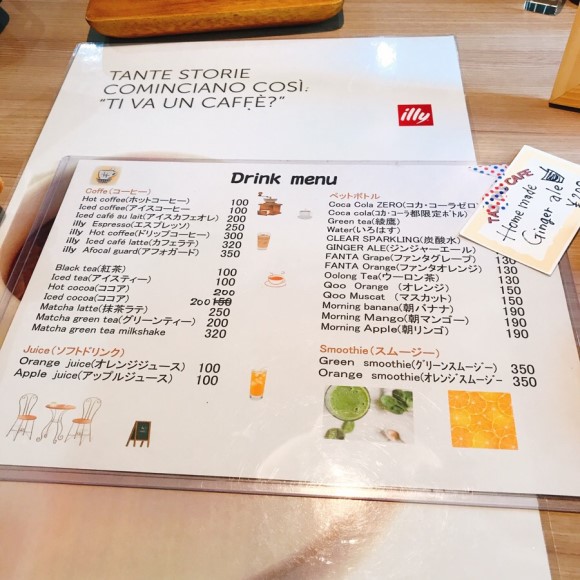 TANTE STORIE
COMINCIANO COSÌ:
"TI VA UN CAFFÈ?"
illy
Drink menu
Coffe(コーヒー)
Hot coffee(ホットコーヒー) 100
Iced coffee(アイスコーヒー 100
Iced café au lait(アイスカフェオレ) 200
illy Espresso(エスプレッソ) 250
illy Hot coffee(ドリップコーヒー) 300
illy Iced café latte(カフェラテ) 320
illy Afocal guard(アフォガード) 350
Black tea(紅茶) 100
Iced tea(アイスティー) 100
Hot cocoa(ココア) 200
Iced cocoa(ココア) 200 150
Matcha latte(抹茶ラテ) 250
Matcha green tea(グリーンティー) 200
Matcha green tea milkshake 320
Juice(ソフトドリンク)
Orange juice(オレンジジュース) 100
Apple juice(アップルジュース) 100
ペットボトル
Coca Cola ZERO(コカ・コーラゼロ)
Coca cola(コカ・コーラ都限定ボトル)
Green tea(綾鷹)
Water(いろはす)
CLEAR SPARKLING(炭酸水)
GINGER ALE(ジンジャーエール)
FANTA Grape(ファンタグレープ) 130
FANTA Orange(ファンタオレンジ) 130
Oolong Tea(ウーロン茶) 130
Qoo Orange (オレンジ) 150
Qoo Muscat (マスカット) 150
Morning banana(朝バナナ) 190
Morning Mango(朝マンゴー) 190
Morning Apple(朝リンゴ) 190
Smoothie(スムージー)
Green smoothie(グリーンスムージー) 350
Orange smoothie(オレンジスムージー 350
CAFE
Home made
Ginger ale